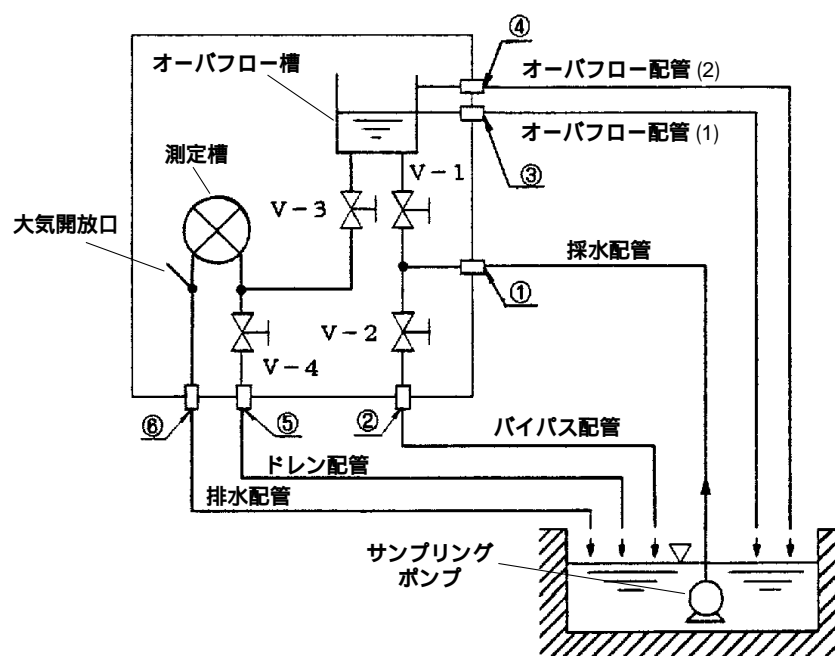 ④
オーバフロー槽
オーバフロー配管 (2)
オーバフロー配管 (1)
③
測定槽
V-1
V-3
大気開放口
採水配管
①
V-2
V-4
⑥
⑤
②
バイパス配管
ドレン配管
排水配管
サンプリング
ポンプ